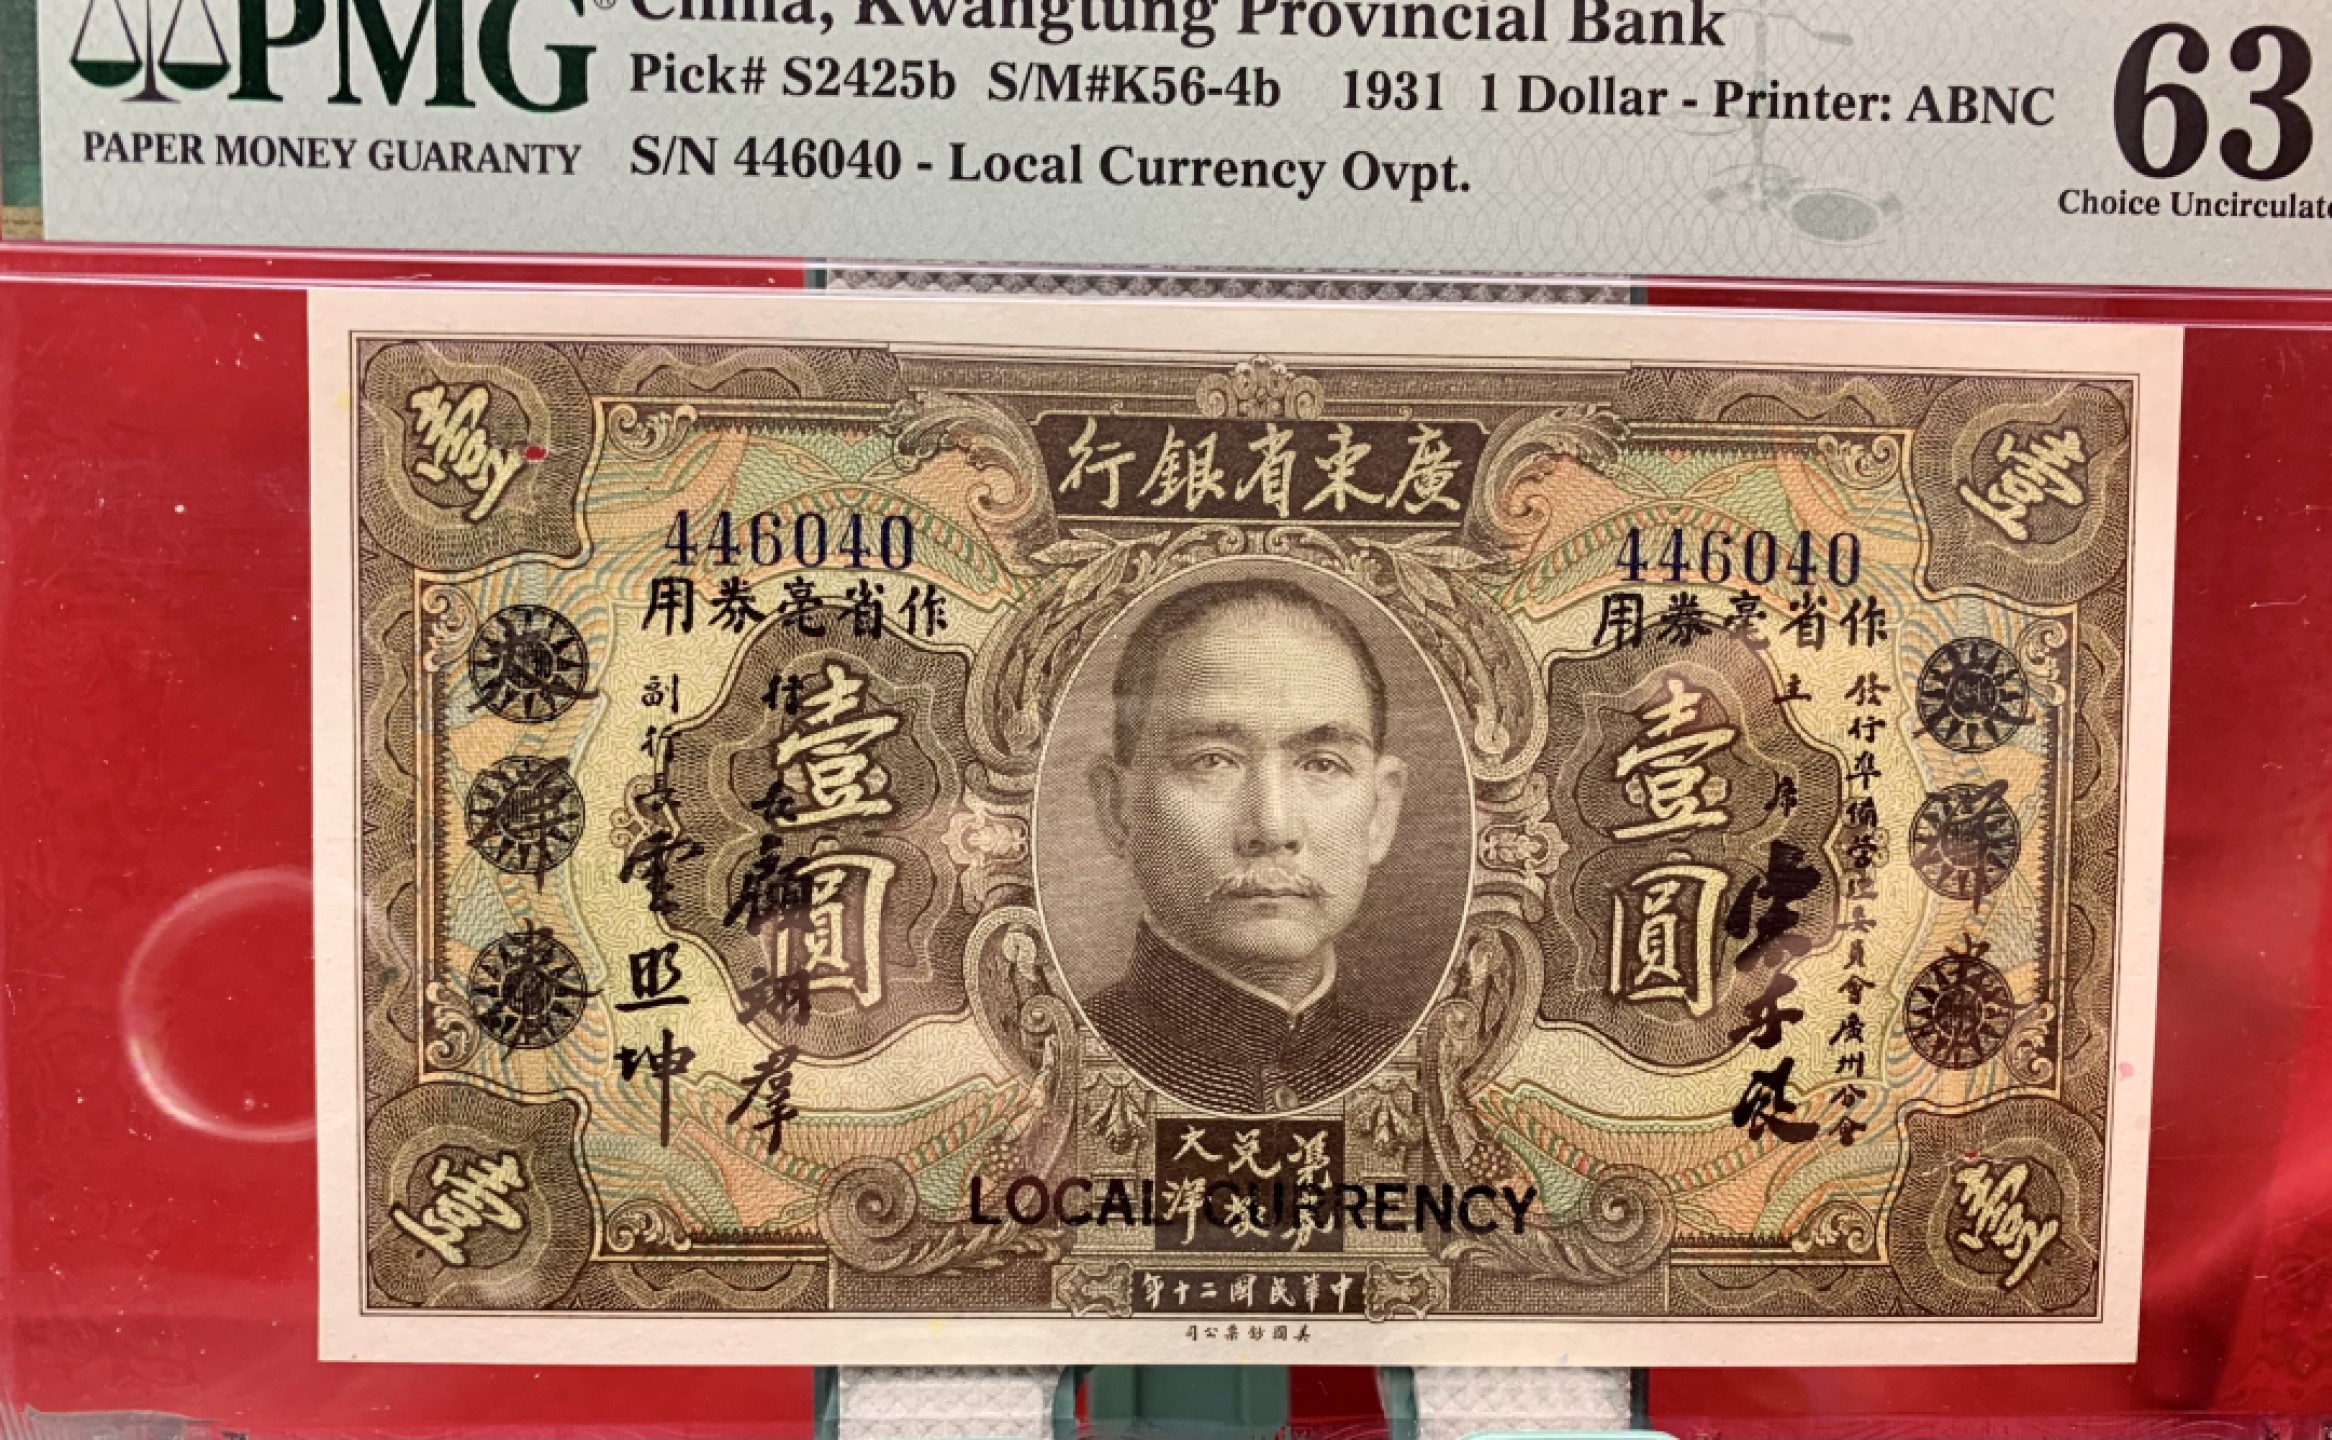 PMG
PAPER MONEY GUARANTY
China, Kwangtung Provincial Bank
Pick# S2425b S/M#K56-4b 1931 1 Dollar - Printer: ABNC
S/N 446040 - Local Currency Ovpt.
63
Choice Uncirculate
行銀省東廣
446040
446040
用券毫省作
用券毫省作
壹
壹
壹
壹
壹圓
壹圓
副行長
雲照坤
行長
顧翊羣
主席
宋子良
發行準備管理委員會廣州分會
大洋
兌換
憑券
LOCAL CURRENCY
年十二國民華中
司公票鈔國美